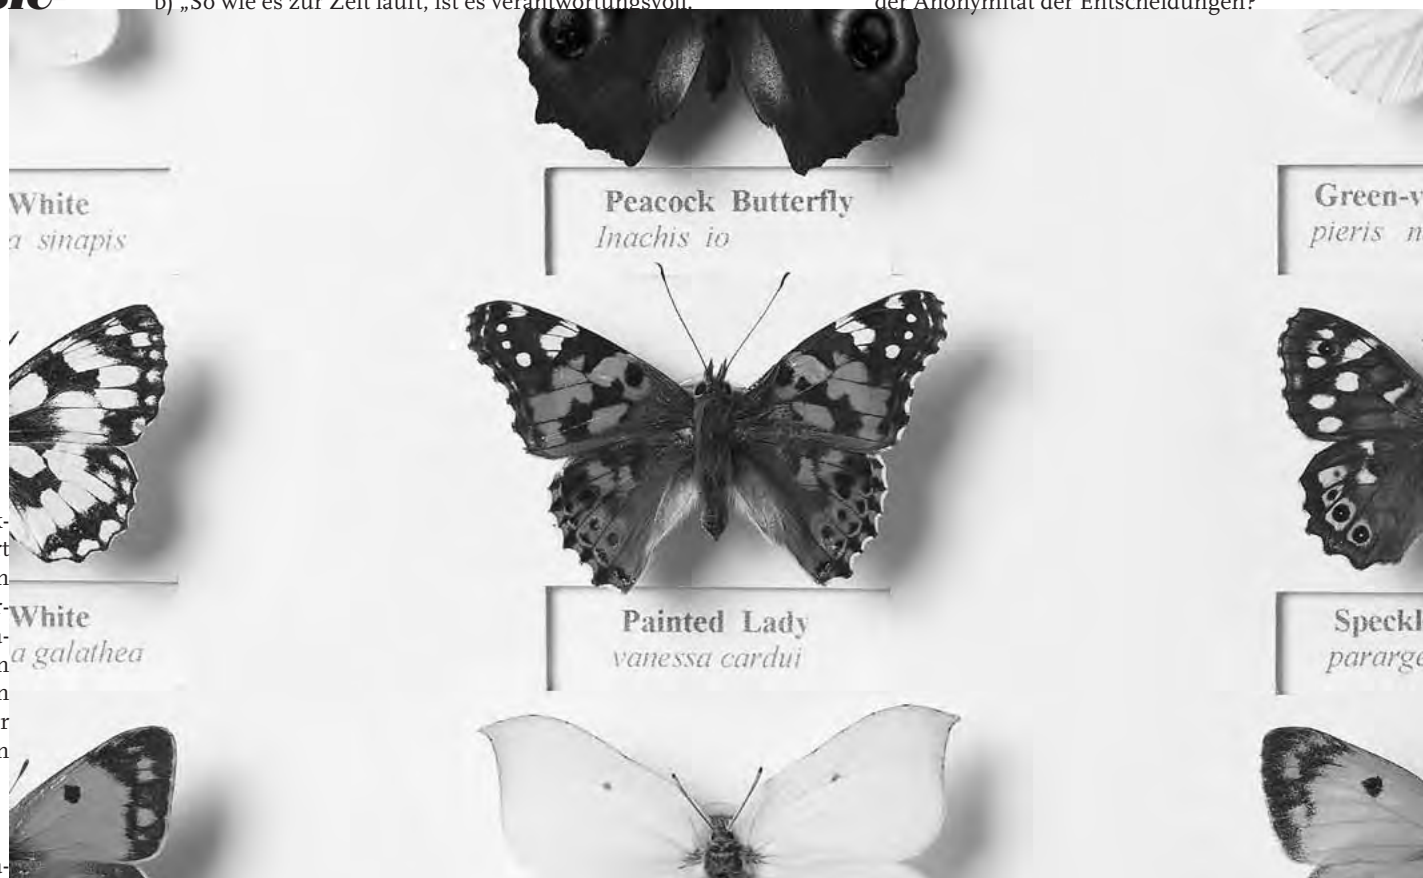 b) „So wie es zur Zeit läuft, ist es verantwortungsvoll.
der Anonymität der Entscheidungen?
White
a sinapis
Peacock Butterfly
Inachis io
Green-v
pieris n
White
a galathea
Painted Lady
vanessa cardui
Speckl
pararge